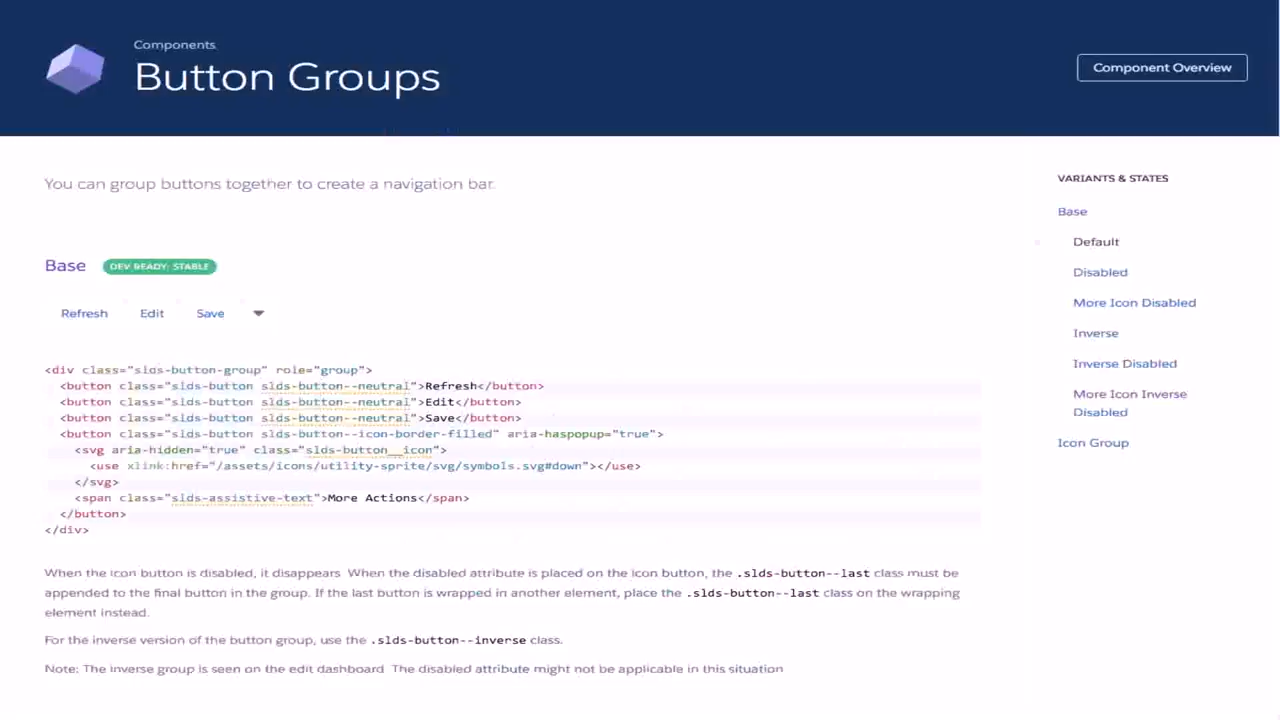 Components
Button Groups
Component Overview
You can group buttons together to create a navigation bar.
Base DEV READY: STABLE
Refresh Edit Save
<div class="slds-button-group" role="group">
<button class="slds-button slds-button--neutral">Refresh</button>
<button class="slds-button slds-button--neutral">Edit</button>
<button class="slds-button slds-button--neutral">Save</button>
<button class="slds-button slds-button--icon-border-filled" aria-haspopup="true">
<svg aria-hidden="true" class="slds-button__icon">
<use xlink:href="/assets/icons/utility-sprite/svg/symbols.svg#down"></use>
</svg>
<span class="slds-assistive-text">More Actions</span>
</button>
</div>
When the icon button is disabled, it disappears. When the disabled attribute is placed on the icon button, the .slds-button--last class must be
appended to the final button in the group. If the last button is wrapped in another element, place the .slds-button--last class on the wrapping
element instead.
For the inverse version of the button group, use the .slds-button--inverse class.
Note: The inverse group is seen on the edit dashboard. The disabled attribute might not be applicable in this situation
VARIANTS & STATES
Base
Default
Disabled
More Icon Disabled
Inverse
Inverse Disabled
More Icon Inverse
Disabled
Icon Group